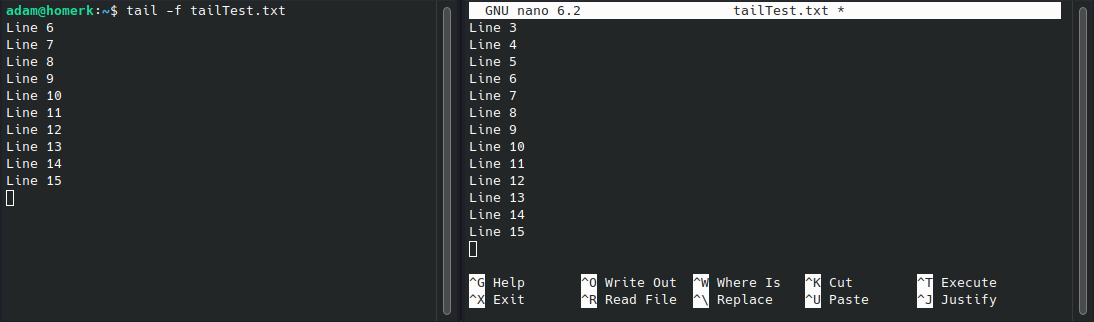 adam@homerk:~$ tail -f tailTest.txt
Line 6
Line 7
Line 8
Line 9
Line 10
Line 11
Line 12
Line 13
Line 14
Line 15
GNU nano 6.2 tailTest.txt *
Line 3
Line 4
Line 5
Line 6
Line 7
Line 8
Line 9
Line 10
Line 11
Line 12
Line 13
Line 14
Line 15
^G Help ^O Write Out ^W Where Is ^K Cut ^T Execute
^X Exit ^R Read File ^\ Replace ^U Paste ^J Justify